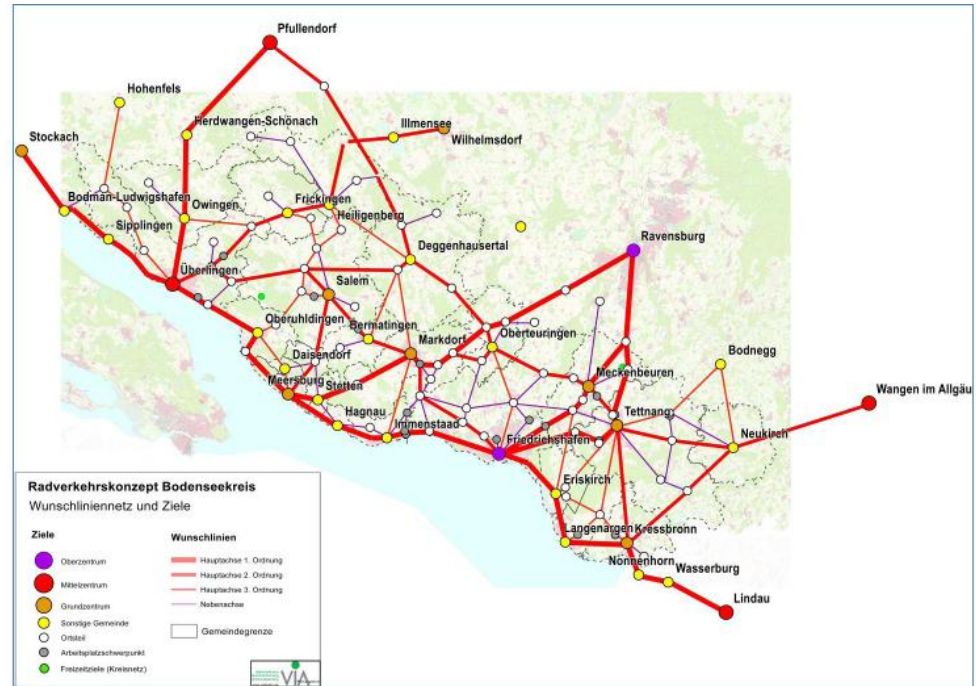 Pfullendorf
Hohenfels
Stockach
Herdwangen-Schönach
Illmensee
Wilhelmsdorf
Bodman-Ludwigshafen
Owingen
Frickingen
Heiligenberg
Sipplingen
Deggenhausertal
Ravensburg
Überlingen
Salem
Oberuhldingen
Bermatingen
Markdorf
Oberteuringen
Daisendorf
Bodnegg
Meersburg
Stetten
Meckenbeuren
Wangen im Allgäu
Hagnau
Tettnang
Immenstaad
Friedrichshafen
Neukirch
Eriskirch
Langenargen
Kressbronn
Nonnenhorn
Wasserburg
Lindau
Radverkehrskonzept Bodenseekreis
Wunschliniennetz und Ziele
Ziele
Oberzentrum
Mittelzentrum
Grundzentrum
Sonstige Gemeinde
Ortsteil
Arbeitsplatzschwerpunkt
Freizeitziele (Kreisnetz)
Wunschlinien
Hauptachse 1. Ordnung
Hauptachse 2. Ordnung
Hauptachse 3. Ordnung
Nebenachse
Gemeindegrenze
VIA